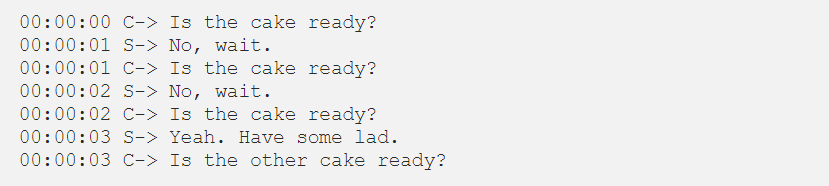 00:00:00 C-> Is the cake ready?
00:00:01 S-> No, wait.
00:00:01 C-> Is the cake ready?
00:00:02 S-> No, wait.
00:00:02 C-> Is the cake ready?
00:00:03 S-> Yeah. Have some lad.
00:00:03 C-> Is the other cake ready?